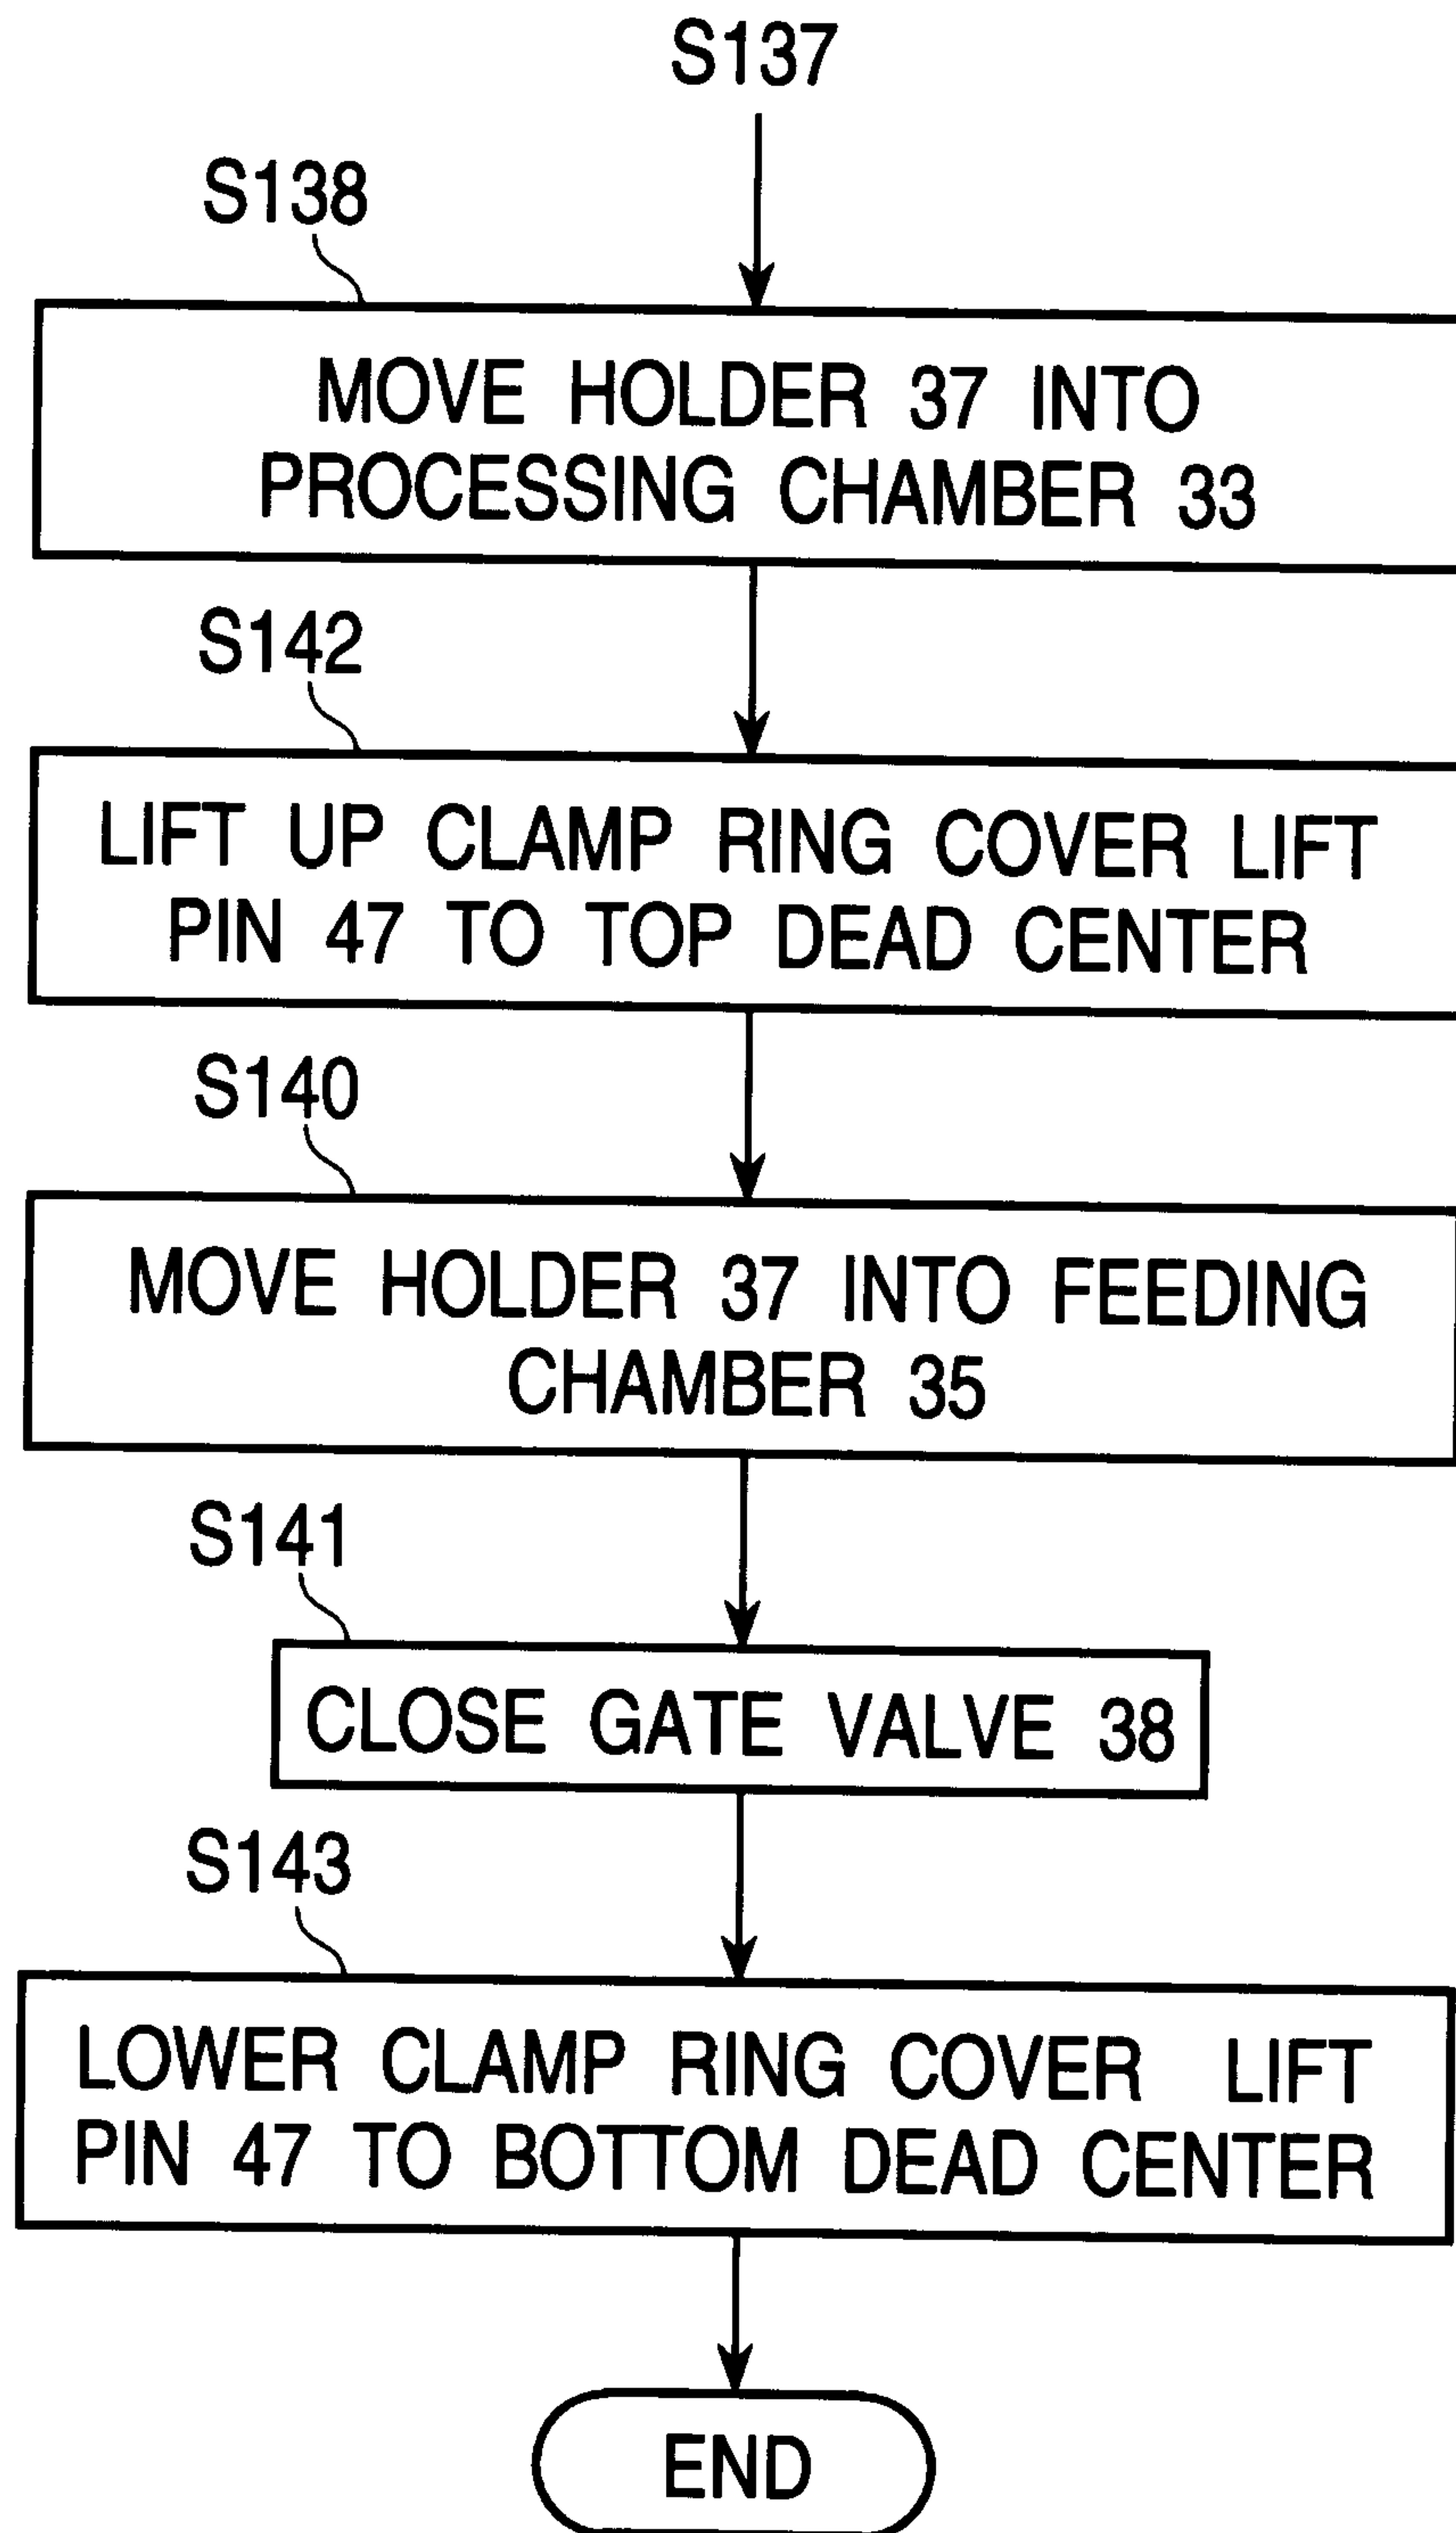 S137
S138
MOVE HOLDER 37 INTO
PROCESSING CHAMBER 33
S142
LIFT UP CLAMP RING COVER LIFT
PIN 47 TO TOP DEAD CENTER
S140
MOVE HOLDER 37 INTO FEEDING
CHAMBER 35
S141
CLOSE GATE VALVE 38
S143
LOWER CLAMP RING COVER LIFT
PIN 47 TO BOTTOM DEAD CENTER
END